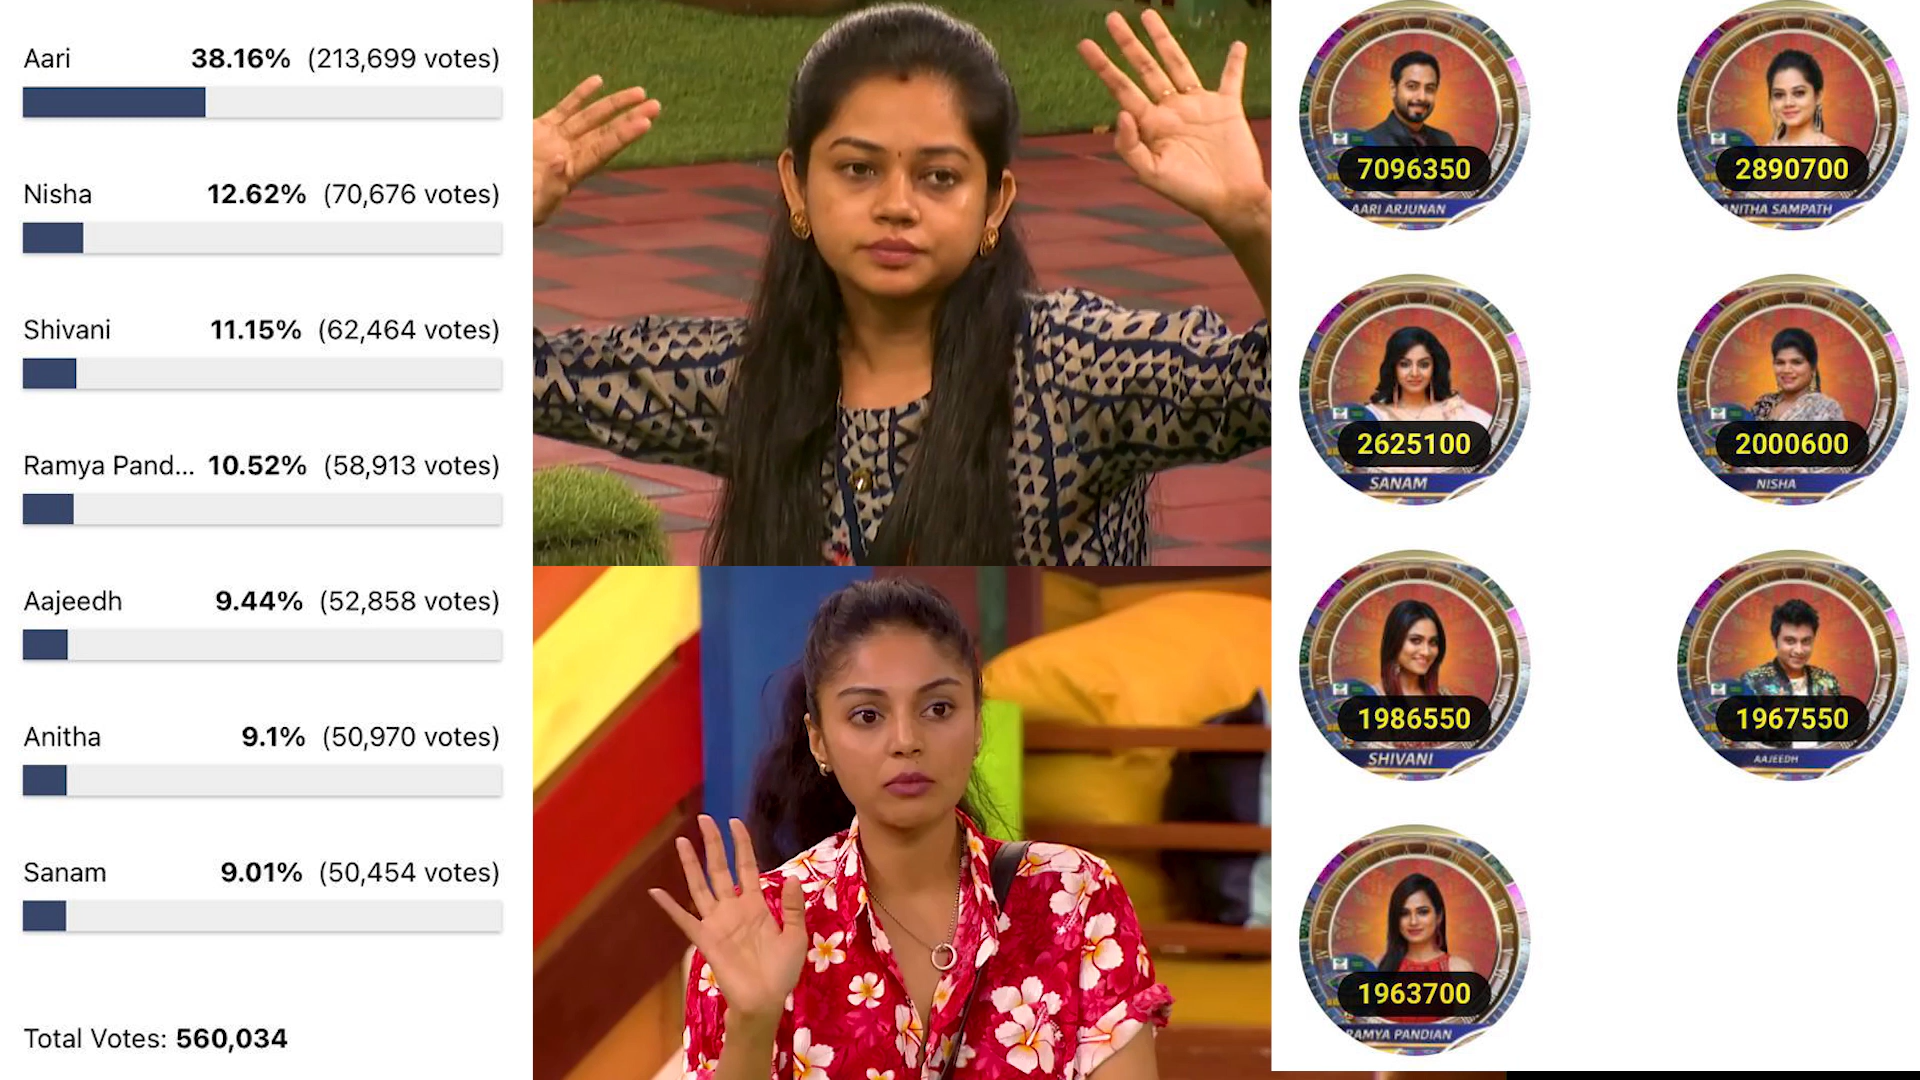 Aari 38.16% (213,699 votes)
Nisha 12.62% (70,676 votes)
Shivani 11.15% (62,464 votes)
Ramya Pand... 10.52% (58,913 votes)
Aajeedh 9.44% (52,858 votes)
Anitha 9.1% (50,970 votes)
Sanam 9.01% (50,454 votes)
Total Votes: 560,034
7096350
AARI ARJUNAN
2890700
ANITHA SAMPATH
2625100
SANAM
2000600
NISHA
1986550
SHIVANI
1967550
AAJEEDH
1963700
RAMYA PANDIAN